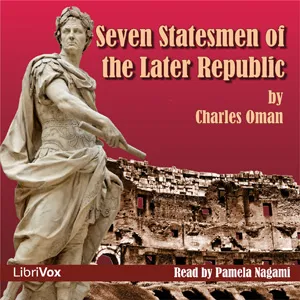 Seven Statesmen of
the Later Republic
by
Charles Oman
LibriVox
Read by Pamela Nagami